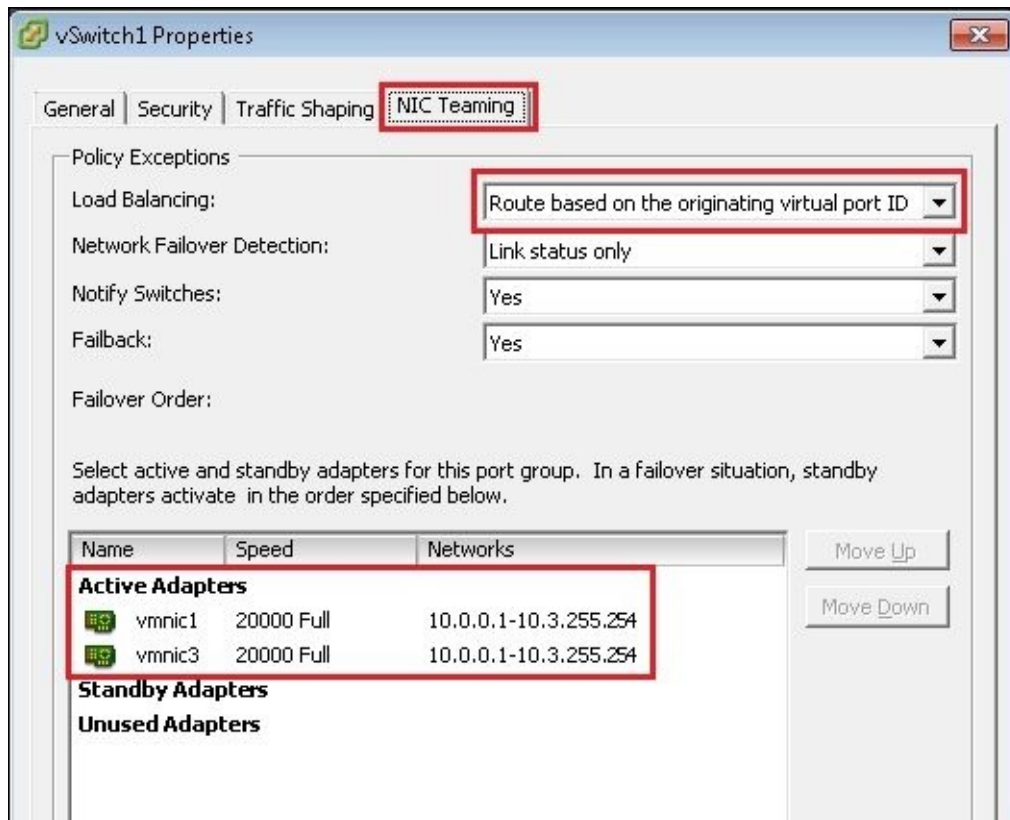 vSwitch1 Properties
General Security Traffic Shaping NIC Teaming
Policy Exceptions
Load Balancing: Route based on the originating virtual port ID
Network Failover Detection: Link status only
Notify Switches: Yes
Failback: Yes
Failover Order:
Select active and standby adapters for this port group. In a failover situation, standby
adapters activate in the order specified below.
Name Speed Networks Move Up
Active Adapters
vmnic1 20000 Full 10.0.0.1-10.3.255.254 Move Down
vmnic3 20000 Full 10.0.0.1-10.3.255.254
Standby Adapters
Unused Adapters